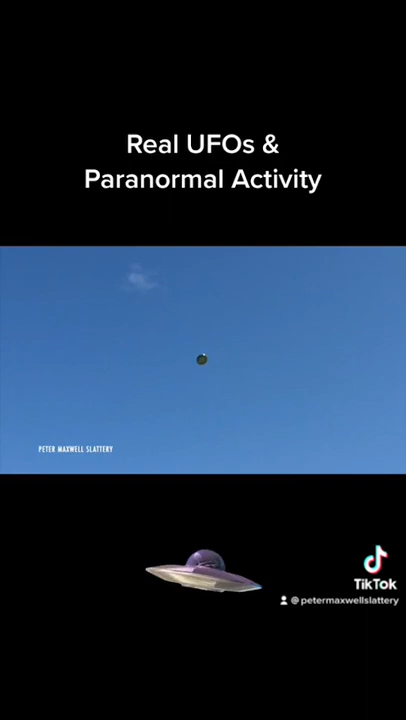 Real UFOs &
Paranormal Activity
PETER MAXWELL SLATTERY
TikTok
@petermaxwellslattery